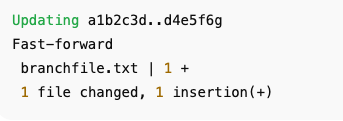 Updating a1b2c3d..d4e5f6g
Fast-forward
 branchfile.txt | 1 +
 1 file changed, 1 insertion(+)